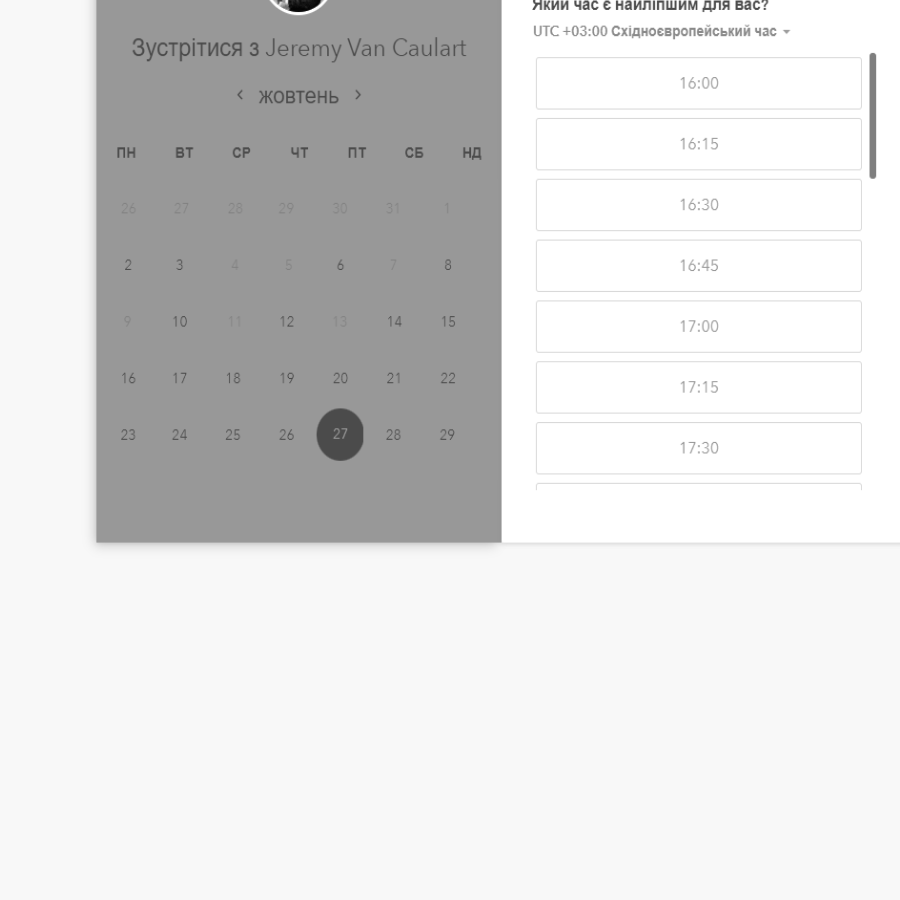 Зустрітися з Jeremy Van Caulart
жовтень
ПН ВТ СР ЧТ ПТ СБ НД
26 27 28 29 30 31 1
2 3 4 5 6 7 8
9 10 11 12 13 14 15
16 17 18 19 20 21 22
23 24 25 26 27 28 29
Який час є найліпшим для вас?
UTC +03:00 Східноєвропейський час
16:00
16:15
16:30
16:45
17:00
17:15
17:30